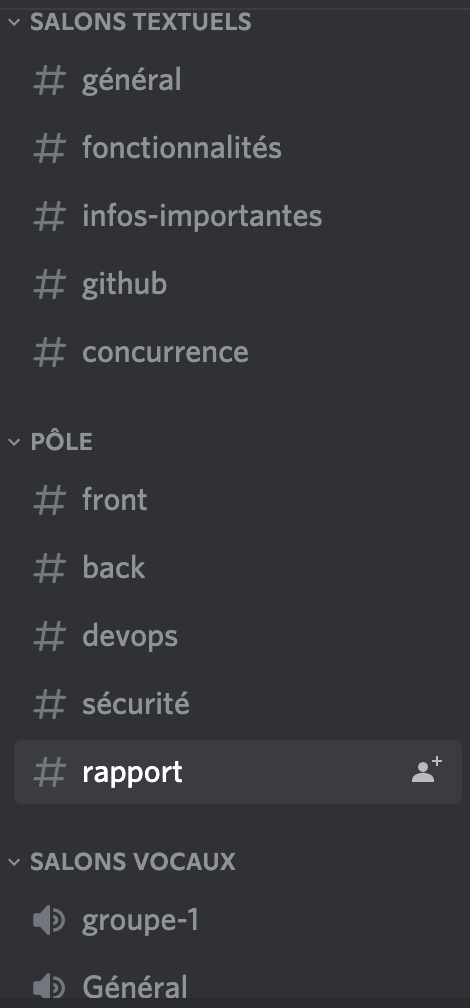 SALONS TEXTUELS
# général
# fonctionnalités
# infos-importantes
# github
# concurrence
PÔLE
# front
# back
# devops
# sécurité
# rapport
SALONS VOCAUX
groupe-1
Général